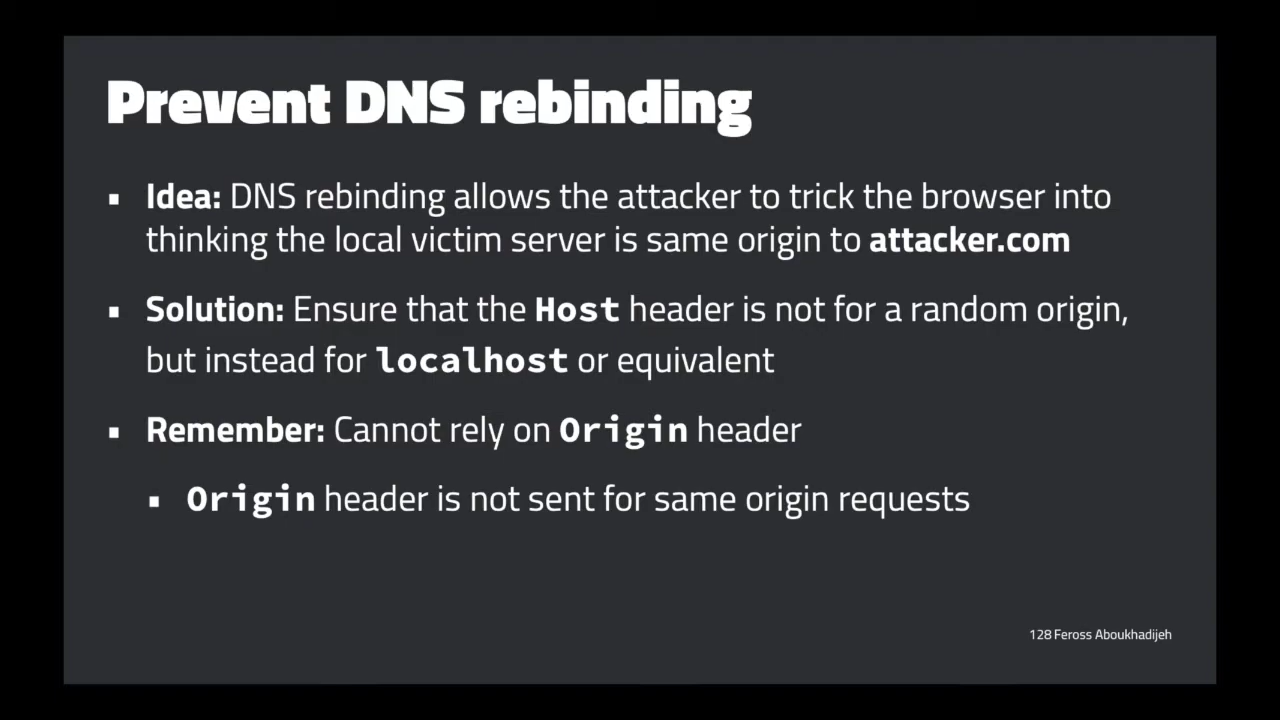 Prevent DNS rebinding
▪ Idea: DNS rebinding allows the attacker to trick the browser into
thinking the local victim server is same origin to attacker.com
▪ Solution: Ensure that the Host header is not for a random origin,
but instead for localhost or equivalent
▪ Remember: Cannot rely on Origin header
▪ Origin header is not sent for same origin requests
128 Feross Aboukhadijeh